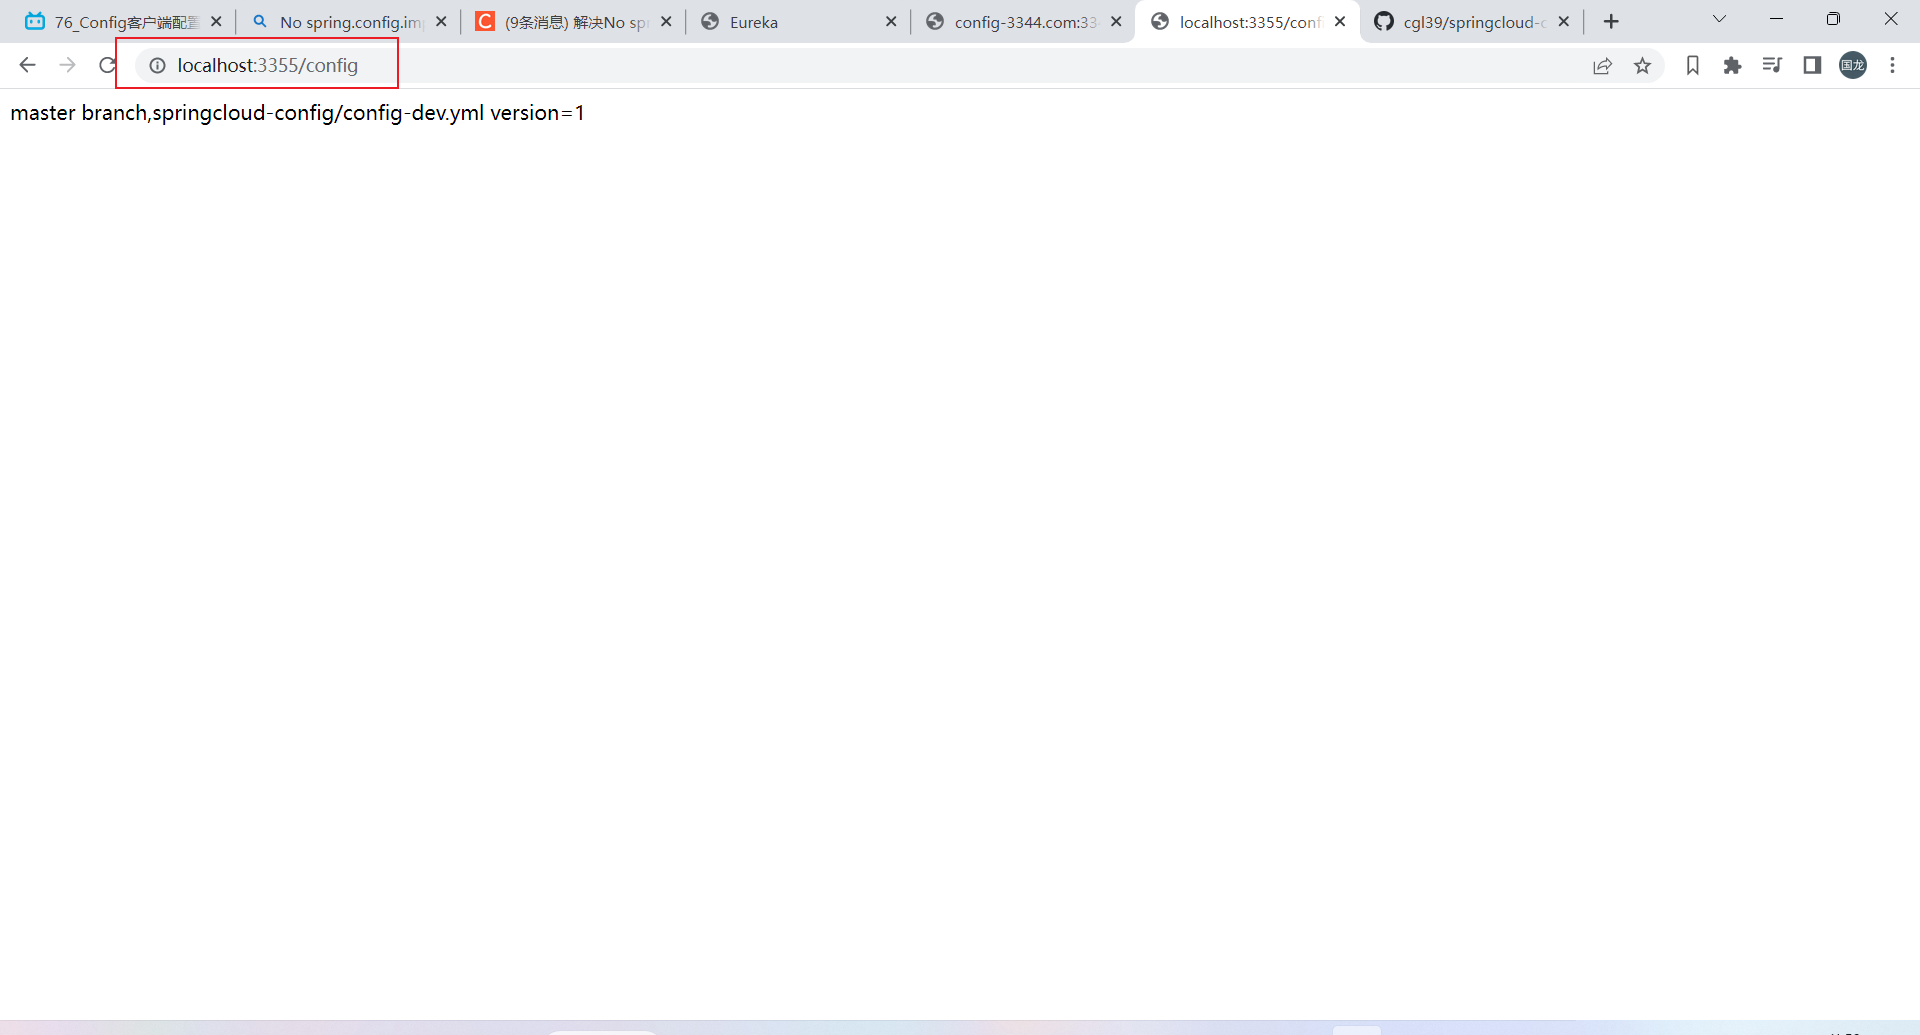 76_Config客户端配置
No spring.config.im
(9条消息) 解决No sp
Eureka
config-3344.com:33
localhost:3355/conf
cgl39/springcloud-c
localhost:3355/config
国龙
master branch,springcloud-config/config-dev.yml version=1